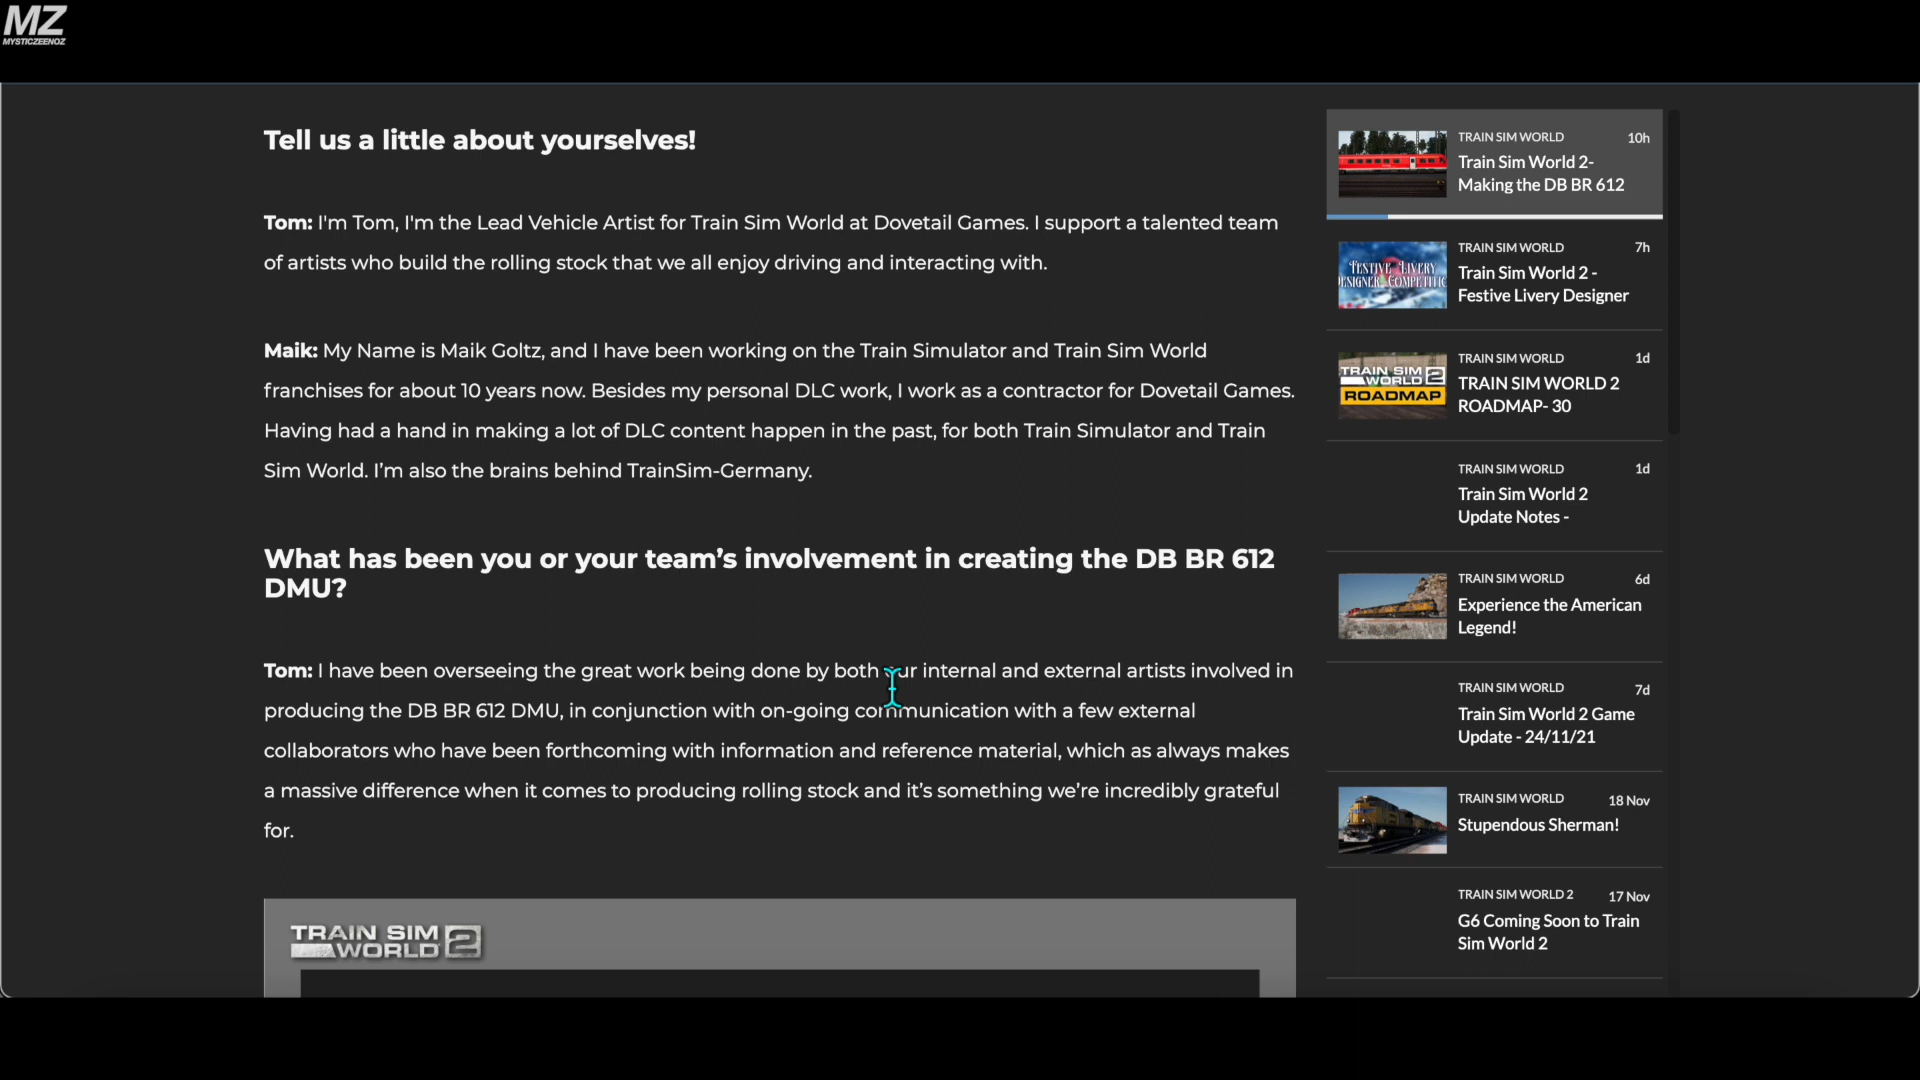 MZ
MYSTICZEENOZ
Tell us a little about yourselves!
Tom: I'm Tom, I'm the Lead Vehicle Artist for Train Sim World at Dovetail Games. I support a talented team
of artists who build the rolling stock that we all enjoy driving and interacting with.
Maik: My Name is Maik Goltz, and I have been working on the Train Simulator and Train Sim World
franchises for about 10 years now. Besides my personal DLC work, I work as a contractor for Dovetail Games.
Having had a hand in making a lot of DLC content happen in the past, for both Train Simulator and Train
Sim World. I’m also the brains behind TrainSim-Germany.
What has been you or your team’s involvement in creating the DB BR 612
DMU?
Tom: I have been overseeing the great work being done by both our internal and external artists involved in
producing the DB BR 612 DMU, in conjunction with on-going communication with a few external
collaborators who have been forthcoming with information and reference material, which as always makes
a massive difference when it comes to producing rolling stock and it’s something we’re incredibly grateful
for.
TRAIN SIM
WORLD 2
TRAIN SIM WORLD 10h
Train Sim World 2-
Making the DB BR 612
FESTIVE LIVERY
DESIGNER COMPETITIO
TRAIN SIM WORLD 7h
Train Sim World 2 -
Festive Livery Designer
TRAIN SIM
WORLD 2
ROADMAP
TRAIN SIM WORLD 1d
TRAIN SIM WORLD 2
ROADMAP- 30
TRAIN SIM WORLD 1d
Train Sim World 2
Update Notes -
TRAIN SIM WORLD 6d
Experience the American
Legend!
TRAIN SIM WORLD 7d
Train Sim World 2 Game
Update - 24/11/21
TRAIN SIM WORLD 18 Nov
Stupendous Sherman!
TRAIN SIM WORLD 2 17 Nov
G6 Coming Soon to Train
Sim World 2